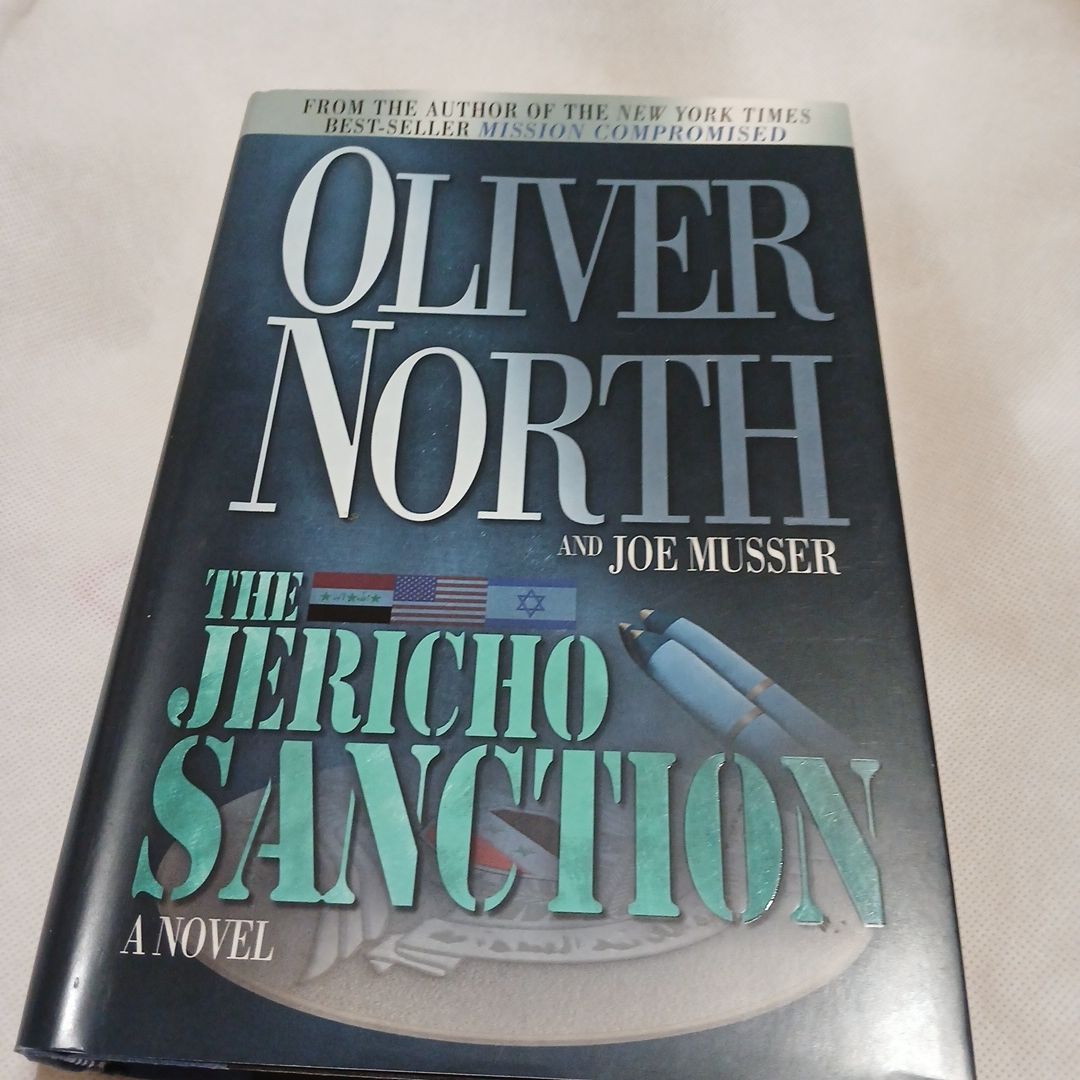 FROM THE AUTHOR OF THE NEW YORK TIMES
BEST-SELLER MISSION COMPROMISED
OLIVER
NORTH
AND JOE MUSSER
THE
JERICHO
SANCTION
A NOVEL